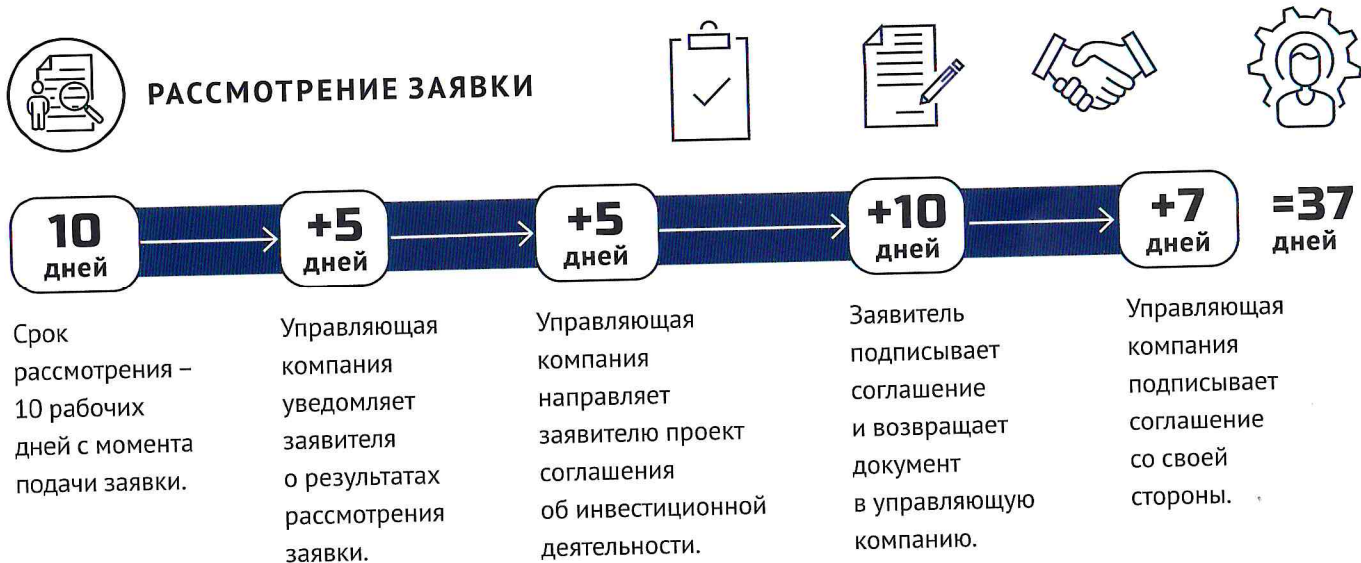 РАССМОТРЕНИЕ ЗАЯВКИ
10
дней
+5
дней
+5
дней
+10
дней
+7
дней
=37
дней
Срок
рассмотрения –
10 рабочих
дней с момента
подачи заявки.
Управляющая
компания
уведомляет
заявителя
о результатах
рассмотрения
заявки.
Управляющая
компания
направляет
заявителю проект
соглашения
об инвестиционной
деятельности.
Заявитель
подписывает
соглашение
и возвращает
документ
в управляющую
компанию.
Управляющая
компания
подписывает
соглашение
со своей
стороны.